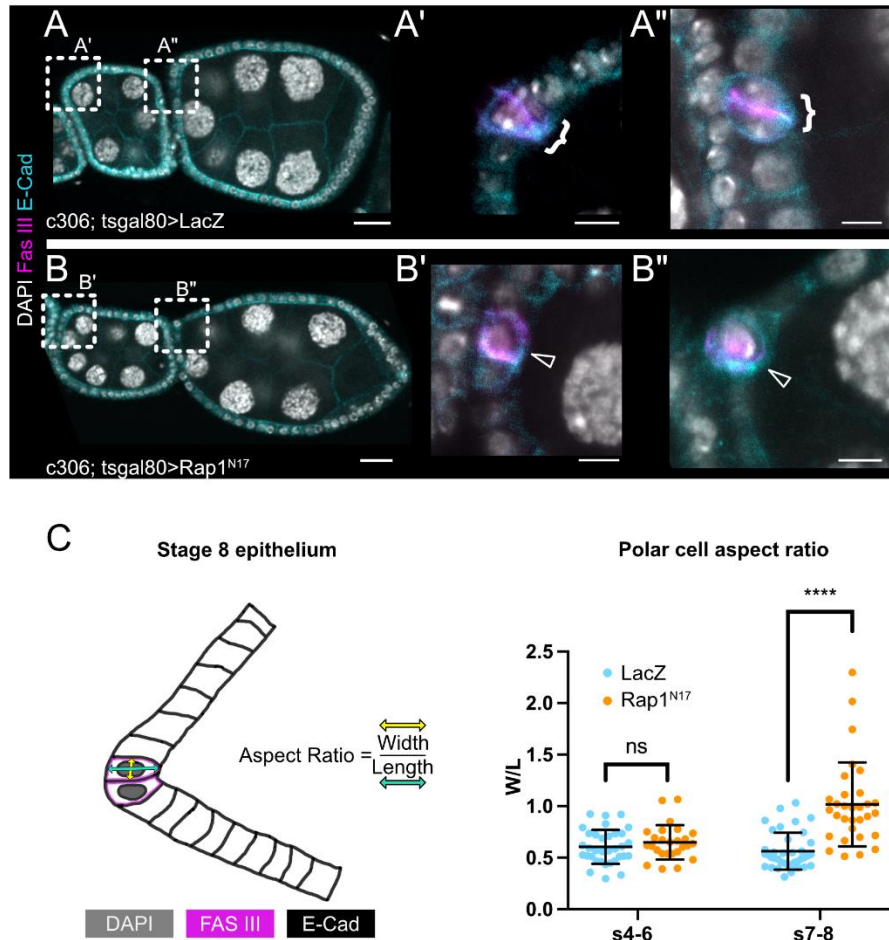 A
A'
A"
A'
A"
DAPI Fas III E-Cad
c306; tsgal80>LacZ
B
B'
B"
B'
B"
c306; tsgal80>Rap1ᴺ¹⁷
C
Stage 8 epithelium
Aspect Ratio = Width
Length
DAPI
FAS III
E-Cad
Polar cell aspect ratio
****
2.5
2.0
1.5
1.0
0.5
0.0
W/L
LacZ
Rap1ᴺ¹⁷
ns
s4-6
s7-8